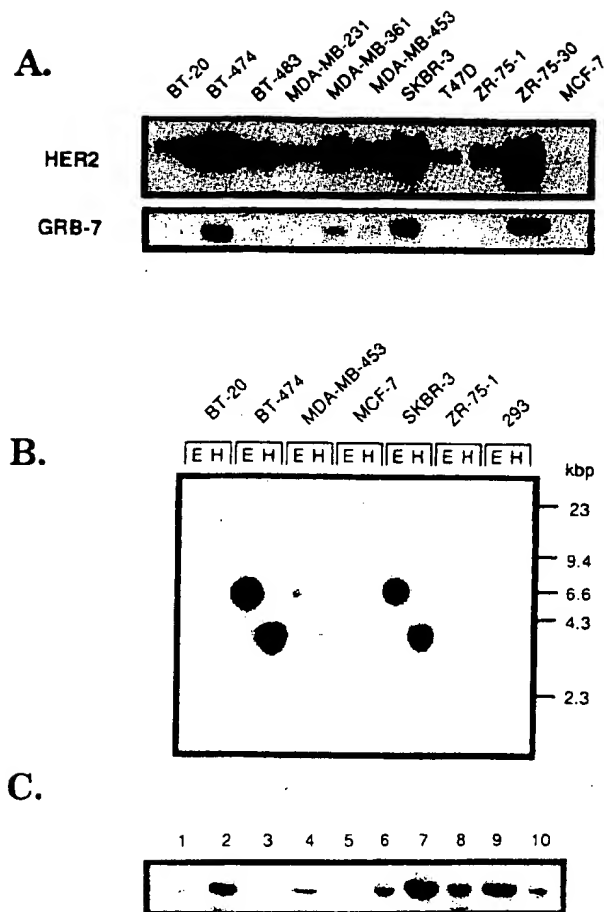 A.
BT-20
BT-474
BT-483
MDA-MB-231
MDA-MB-361
MDA-MB-453
SKBR-3
T47D
ZR-75-1
ZR-75-30
MCF-7
HER2
GRB-7
B.
BT-20
BT-474
MDA-MB-453
MCF-7
SKBR-3
ZR-75-1
293
E H E H E H E H E H E H E H
kbp
23
9.4
6.6
4.3
2.3
C.
1 2 3 4 5 6 7 8 9 10